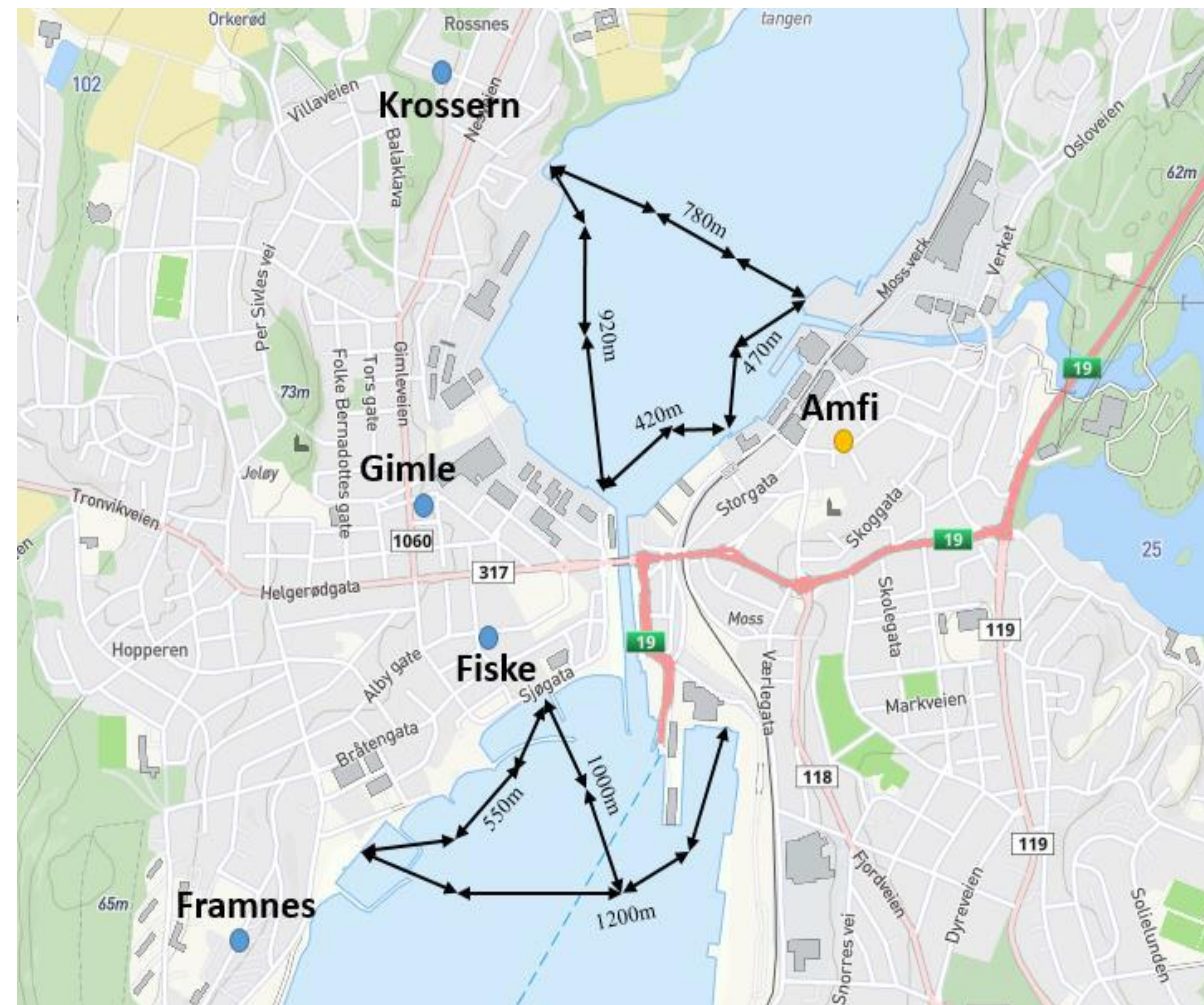 Orkerød
Rossnes
tangen
102
Villaveien
Krossern
Nesveien
Balaklava
Osloveien
62m
780m
Per Sivles vei
Moss verk
Verket
920m
470m
19
Folke Bernadottes gate
Tors gate
Gimleveien
73m
420m
Amfi
Jeløy
Gimle
Storgata
Skoggata
Tronvikveien
1060
19
25
317
Helgerødgata
Skolegata
Moss
119
19
Hopperen
Alby gate
Fiske
Sjøgata
Værlegata
Markveien
Bråtengata
1000m
550m
118
119
65m
Framnes
1200m
Fjordveien
Dyreveien
Solielunden
Snorres vei